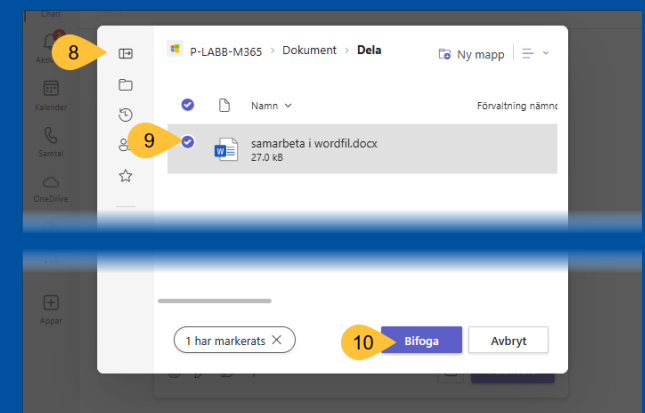 Chatt
8
P-LABB-M365 > Dokument > Dela
Ny mapp
Kalender
Namn
Förvaltning nämnd
Samtal
9
samarbeta i wordfil.docx
27.0 kB
OneDrive
Appar
1 har markerats
10
Bifoga
Avbryt